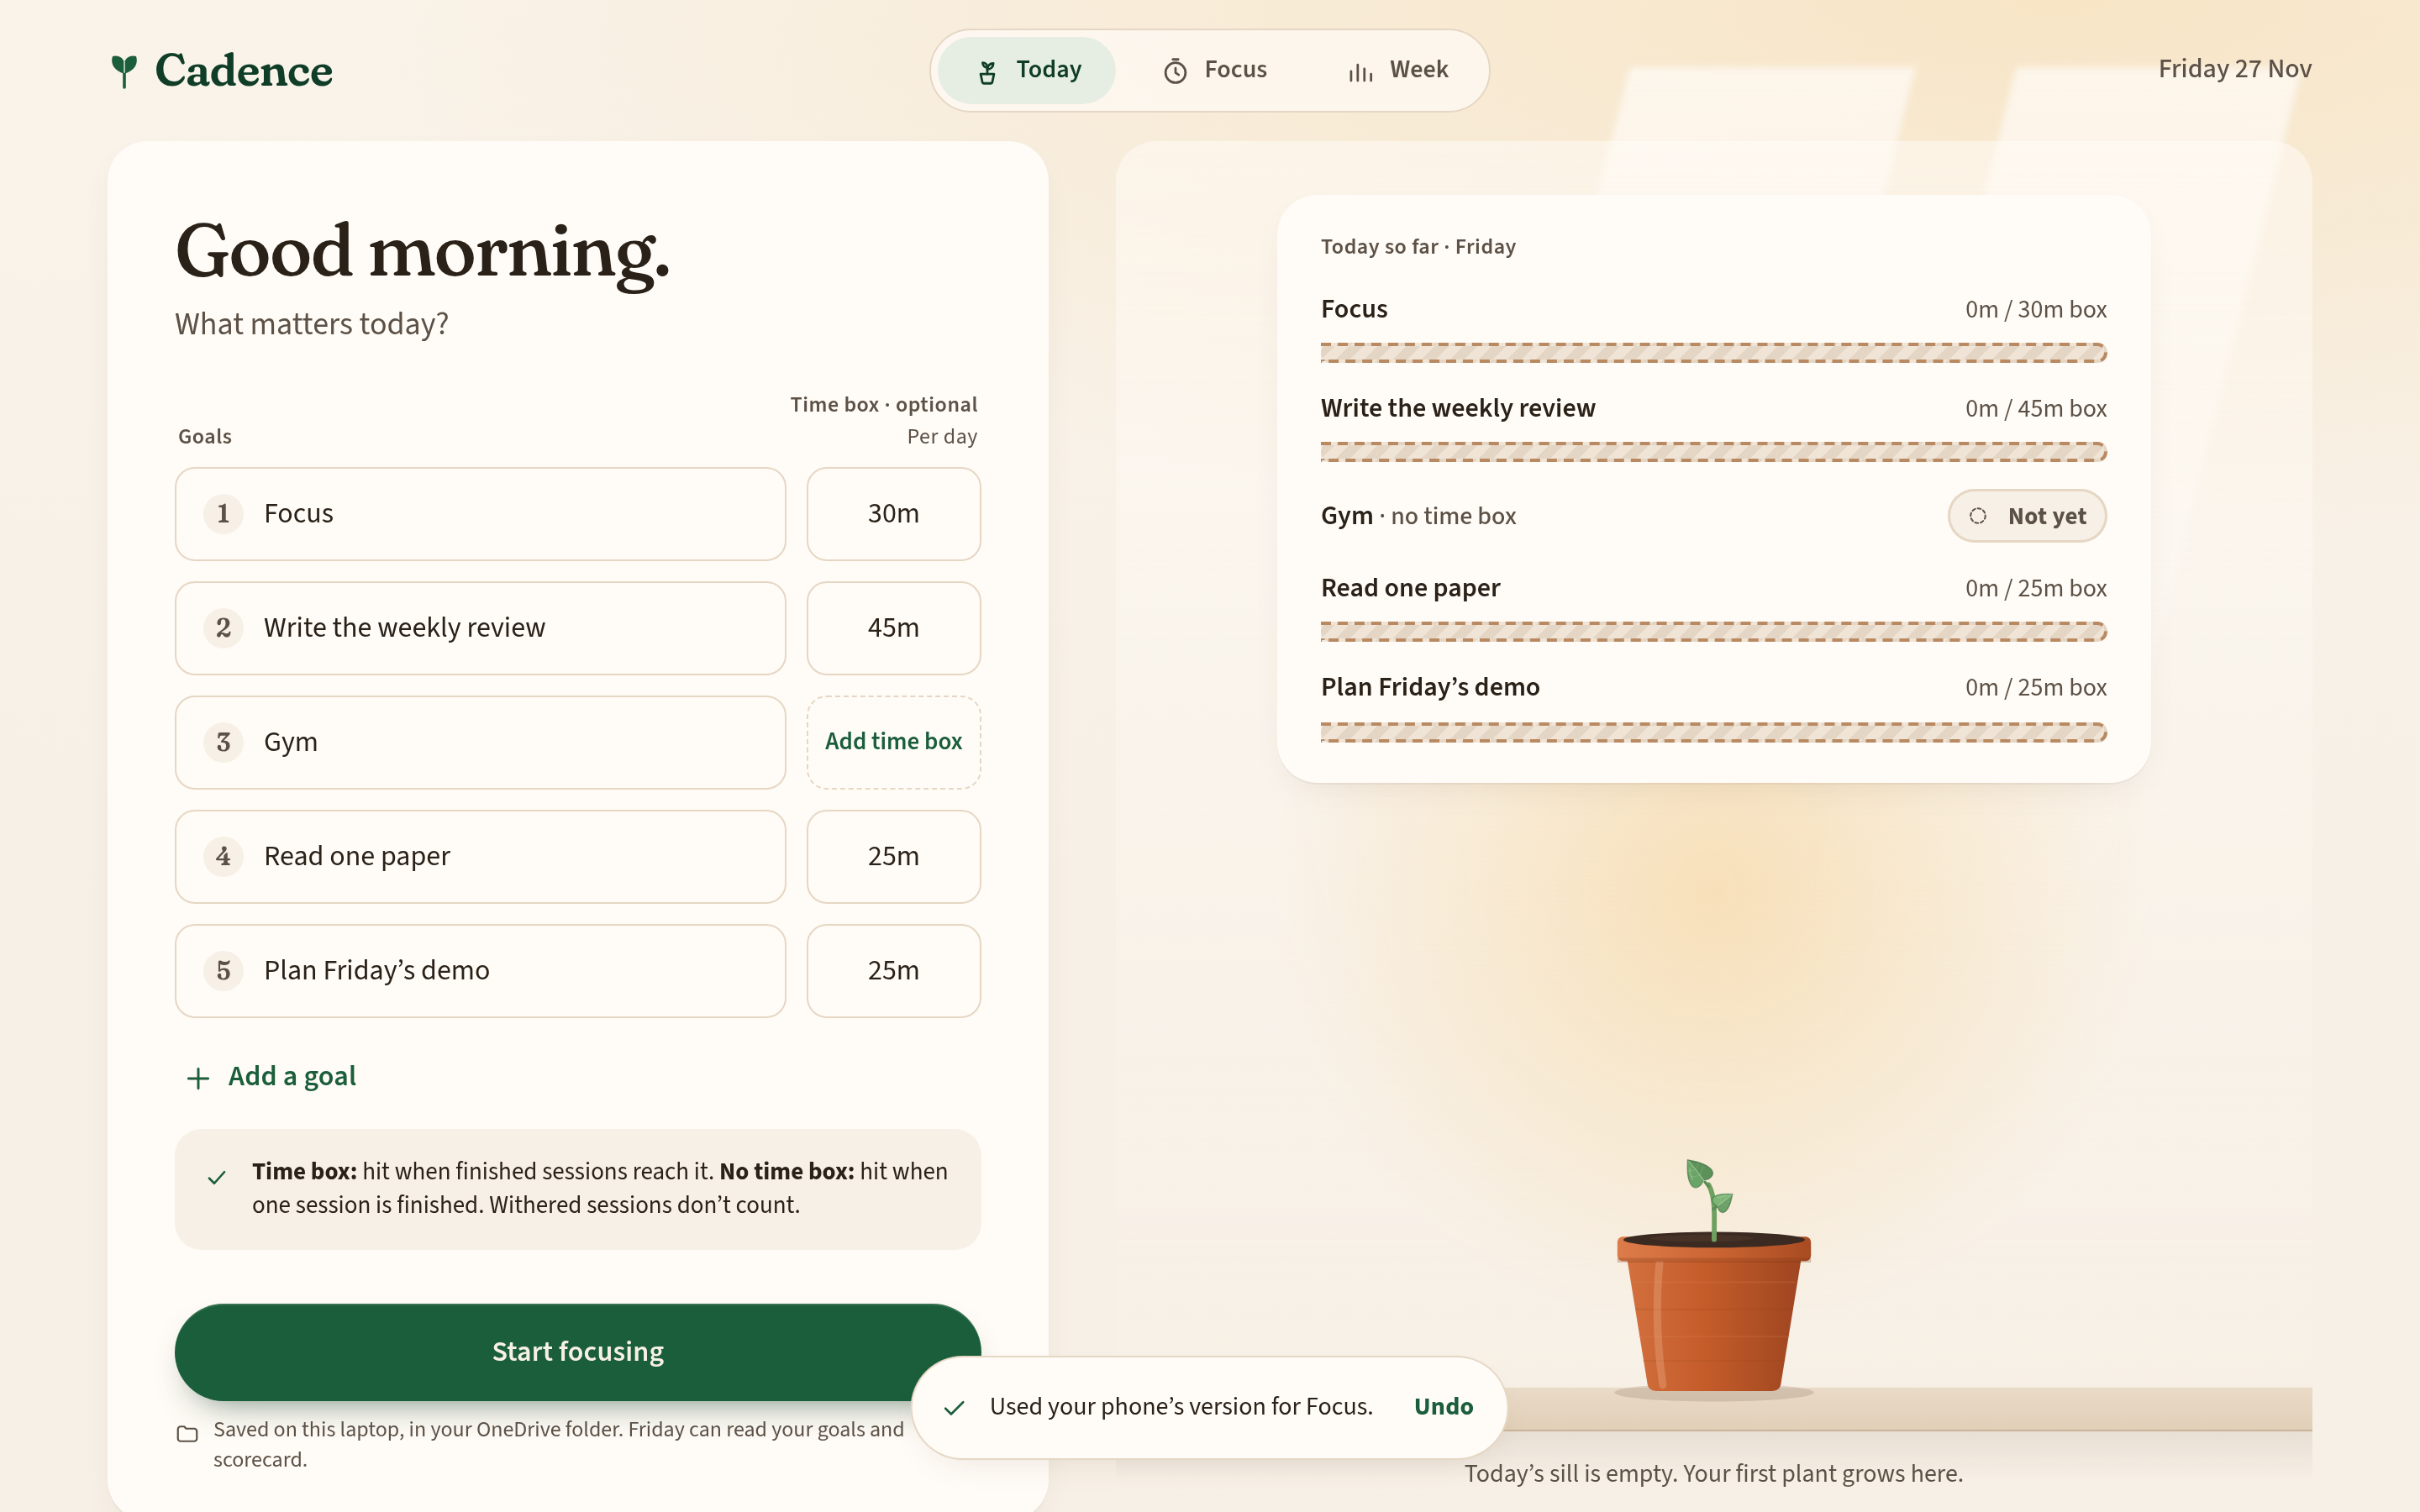 Cadence
Today
Focus
Week
Friday 27 Nov
Good morning.
What matters today?
Time box · optional
Goals
Per day
1 Focus 30m
2 Write the weekly review 45m
3 Gym Add time box
4 Read one paper 25m
5 Plan Friday’s demo 25m
Add a goal
Time box: hit when finished sessions reach it. No time box: hit when
one session is finished. Withered sessions don’t count.
Start focusing
Saved on this laptop, in your OneDrive folder. Friday can read your goals and
scorecard.
Today so far · Friday
Focus 0m / 30m box
Write the weekly review 0m / 45m box
Gym · no time box Not yet
Read one paper 0m / 25m box
Plan Friday’s demo 0m / 25m box
Used your phone’s version for Focus. Undo
Today’s sill is empty. Your first plant grows here.